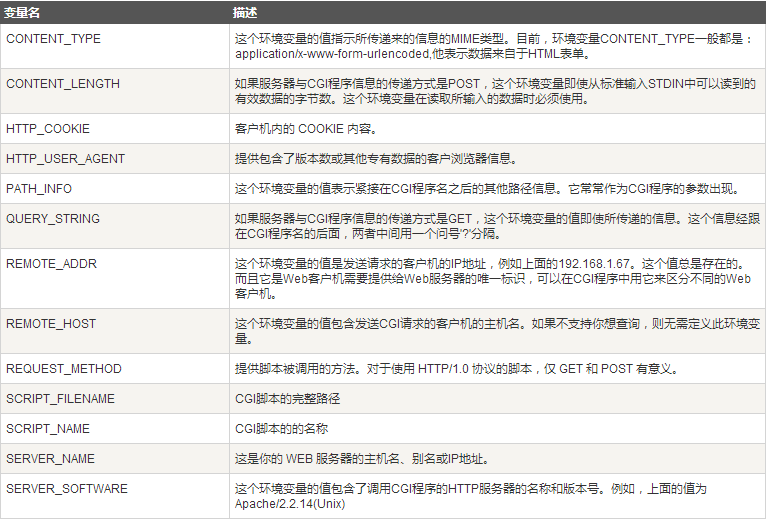 变量名 描述
CONTENT_TYPE 这个环境变量的值指示所传递来的信息的MIME类型。目前，环境变量CONTENT_TYPE一般都是：
application/x-www-form-urlencoded,他表示数据来自于HTML表单。
CONTENT_LENGTH 如果服务器与CGI程序信息的传递方式是POST，这个环境变量即使从标准输入STDIN中可以读到的
有效数据的字节数。这个环境变量在读取所输入的数据时必须使用。
HTTP_COOKIE 客户机内的 COOKIE 内容。
HTTP_USER_AGENT 提供包含了版本数或其他专有数据的客户浏览器信息。
PATH_INFO 这个环境变量的值表示紧接在CGI程序名之后的其他路径信息。它常常作为CGI程序的参数出现。
QUERY_STRING 如果服务器与CGI程序信息的传递方式是GET，这个环境变量的值即使所传递的信息。这个信息经跟
在CGI程序名的后面，两者中间用一个问号'?'分隔。
REMOTE_ADDR 这个环境变量的值是发送请求的客户机的IP地址，例如上面的192.168.1.67。这个值总是存在的。
而且它是Web客户机需要提供给Web服务器的唯一标识，可以在CGI程序中用它来区分不同的Web
客户机。
REMOTE_HOST 这个环境变量的值包含发送CGI请求的客户机的主机名。如果不支持你想查询，则无需定义此环境变
量。
REQUEST_METHOD 提供脚本被调用的方法。对于使用 HTTP/1.0 协议的脚本，仅 GET 和 POST 有意义。
SCRIPT_FILENAME CGI脚本的完整路径
SCRIPT_NAME CGI脚本的的名称
SERVER_NAME 这是你的 WEB 服务器的主机名、别名或IP地址。
SERVER_SOFTWARE 这个环境变量的值包含了调用CGI程序的HTTP服务器的名称和版本号。例如，上面的值为
Apache/2.2.14(Unix)